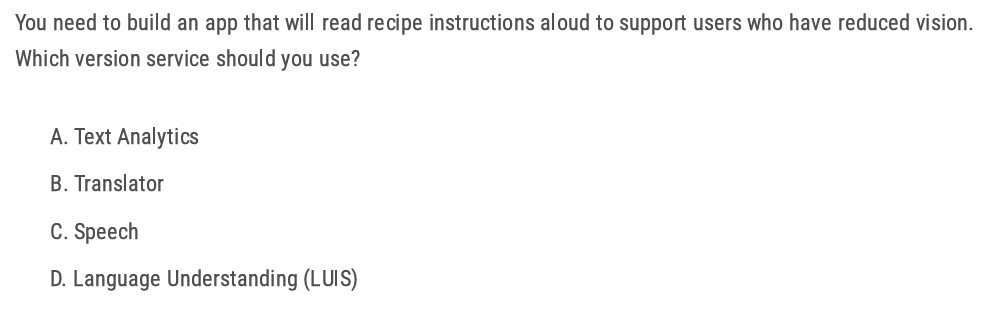 You need to build an app that will read recipe instructions aloud to support users who have reduced vision.
Which version service should you use?
A. Text Analytics
B. Translator
C. Speech
D. Language Understanding (LUIS)